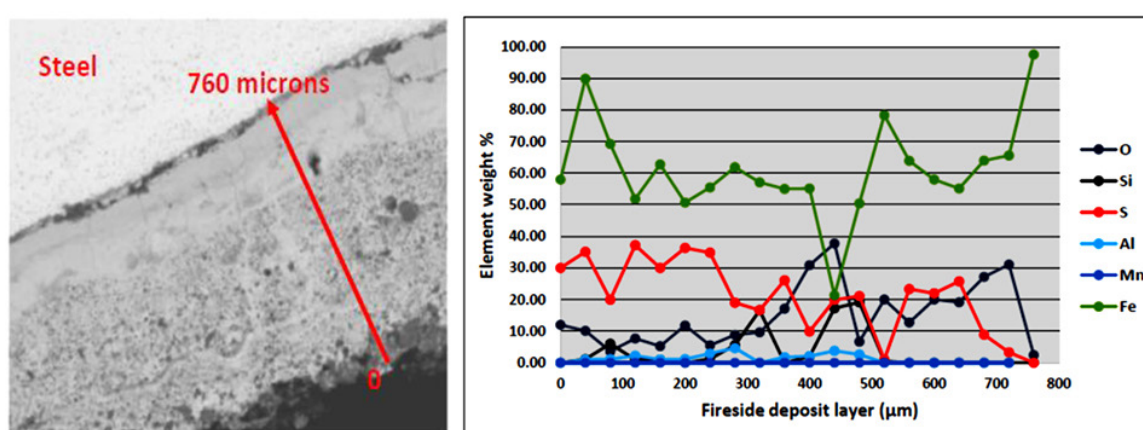 Steel
760 microns
0
100.00
90.00
80.00
70.00
60.00
50.00
40.00
30.00
20.00
10.00
0.00
0 100 200 300 400 500 600 700 800
Element weight %
Fireside deposit layer (µm)
O
Si
S
Al
Mn
Fe